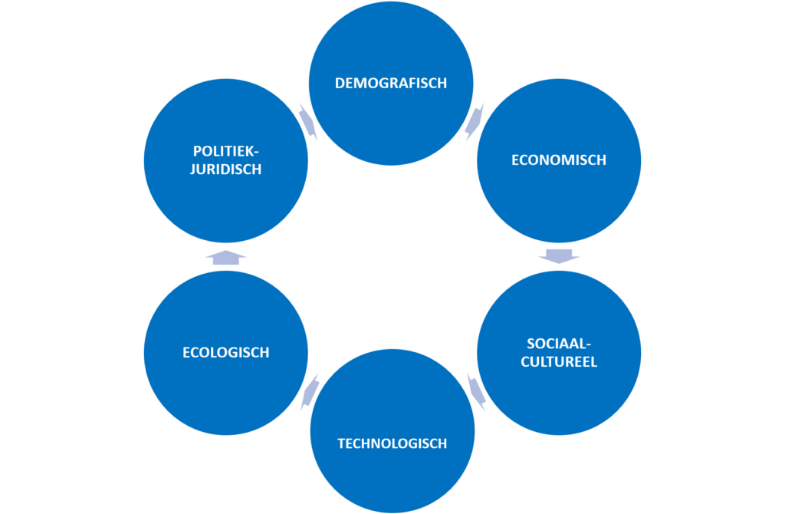 DEMOGRAFISCH
ECONOMISCH
SOCIAAL-
CULTUREEL
TECHNOLOGISCH
ECOLOGISCH
POLITIEK-
JURIDISCH